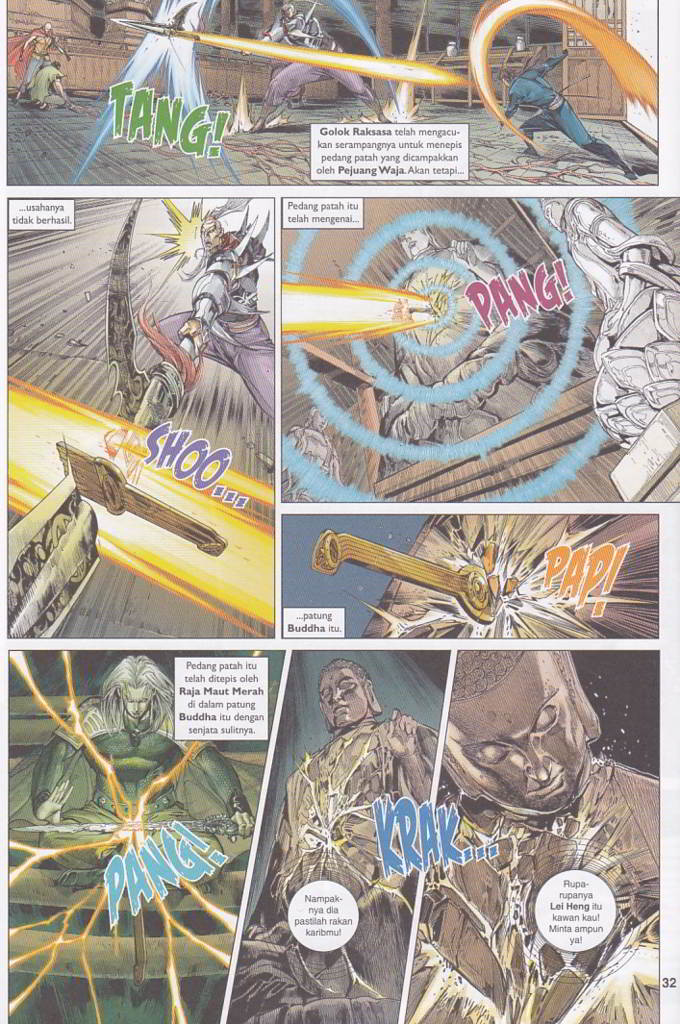 TANG!
Golok Raksasa telah mengacu-
kan serampangnya untuk menepis
pedang patah yang dicampakkan
oleh Pejuang Waja. Akan tetapi...
...usahanya
tidak berhasil.
SHOO...
Pedang patah itu
telah mengenai...
PANG!
...patung
Buddha itu.
PAP!
Pedang patah itu
telah ditepis oleh
Raja Maut Merah
di dalam patung
Buddha itu dengan
senjata sulitnya.
PANG!
KRAK...
Nampak-
nya dia
pastilah rakan
karibmu!
Rupa-
rupanya
Lei Heng itu
kawan kau!
Minta ampun
ya!
32